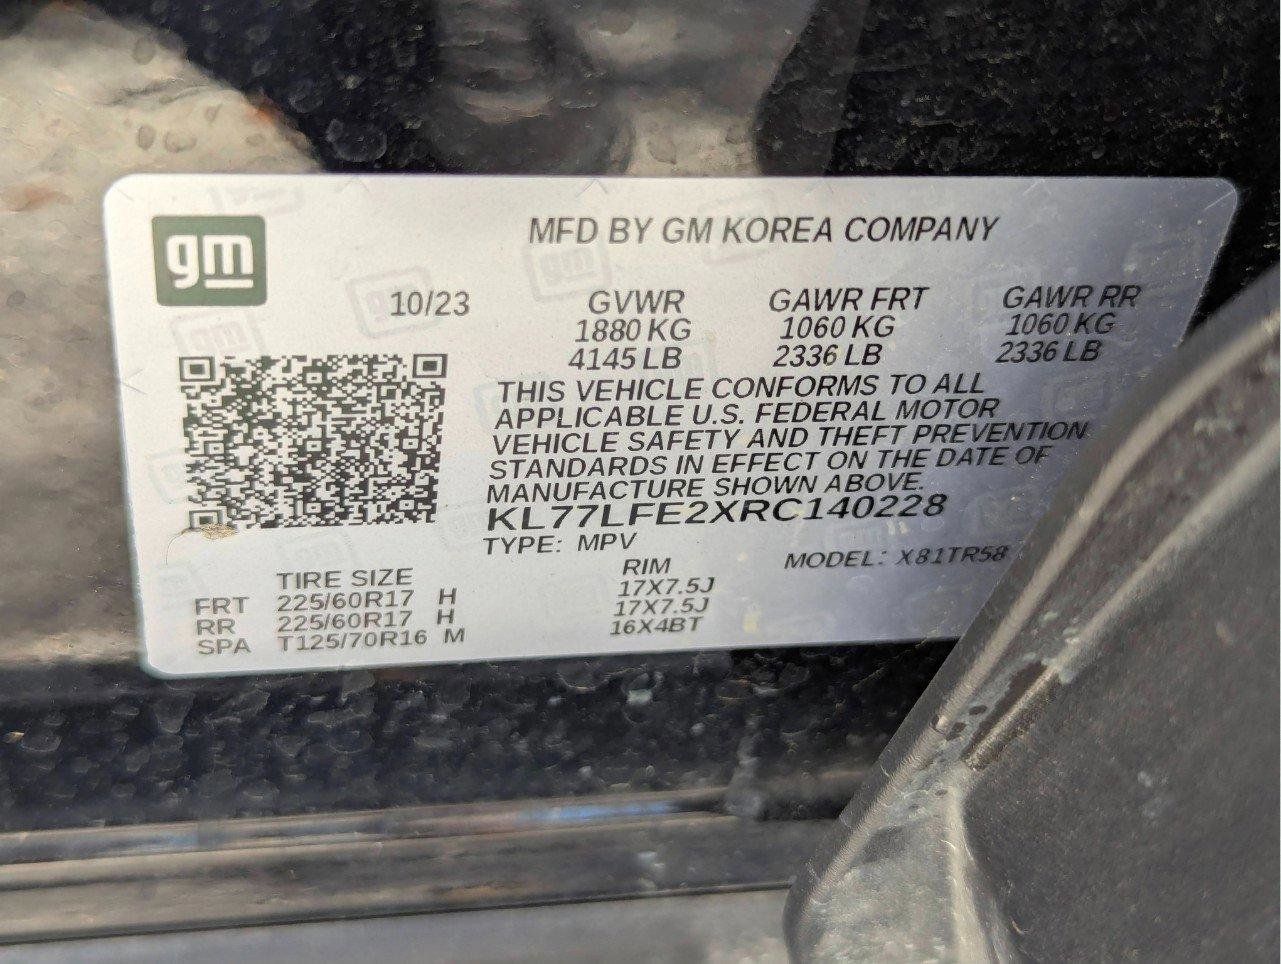 gm
MFD BY GM KOREA COMPANY
10/23 GVWR GAWR FRT GAWR RR
1880 KG 1060 KG 1060 KG
4145 LB 2336 LB 2336 LB
THIS VEHICLE CONFORMS TO ALL
APPLICABLE U.S. FEDERAL MOTOR
VEHICLE SAFETY AND THEFT PREVENTION
STANDARDS IN EFFECT ON THE DATE OF
MANUFACTURE SHOWN ABOVE.
KL77LFE2XRC140228
TYPE: MPV MODEL: X81TR58
TIRE SIZE RIM
FRT 225/60R17 H 17X7.5J
RR 225/60R17 H 17X7.5J
SPA T125/70R16 M 16X4BT